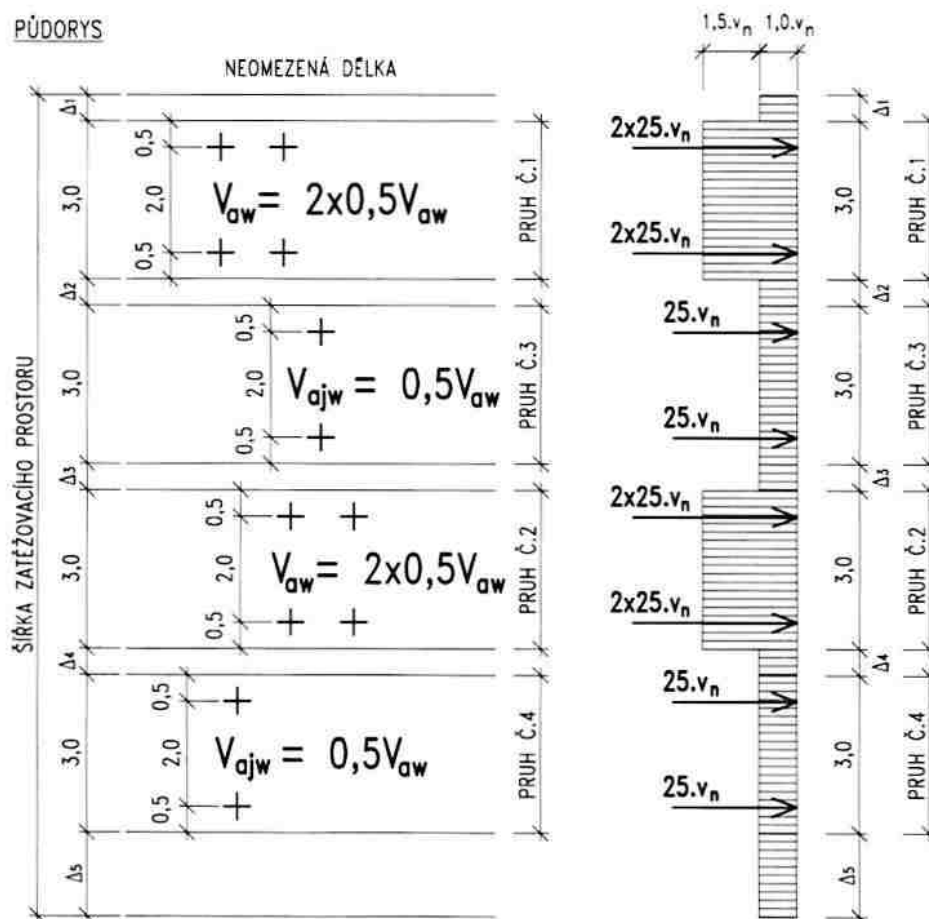 PŮDORYS
NEOMEZENÁ DÉLKA
1,5.vn 1,0.vn
ŠÍŘKA ZATĚŽOVACÍHO PROSTORU
Δ1
3,0
0,5
2,0
0,5
Vaw = 2x0,5Vaw
PRUH Č.1
2x25.vn
2x25.vn
Δ1
3,0
PRUH Č.1
Δ2
3,0
0,5
2,0
0,5
Vajw = 0,5Vaw
PRUH Č.3
25.vn
25.vn
Δ2
3,0
PRUH Č.3
Δ3
3,0
0,5
2,0
0,5
Vaw = 2x0,5Vaw
PRUH Č.2
2x25.vn
2x25.vn
Δ3
3,0
PRUH Č.2
Δ4
3,0
0,5
2,0
0,5
Vajw = 0,5Vaw
PRUH Č.4
25.vn
25.vn
Δ4
3,0
PRUH Č.4
Δ5
Δ5